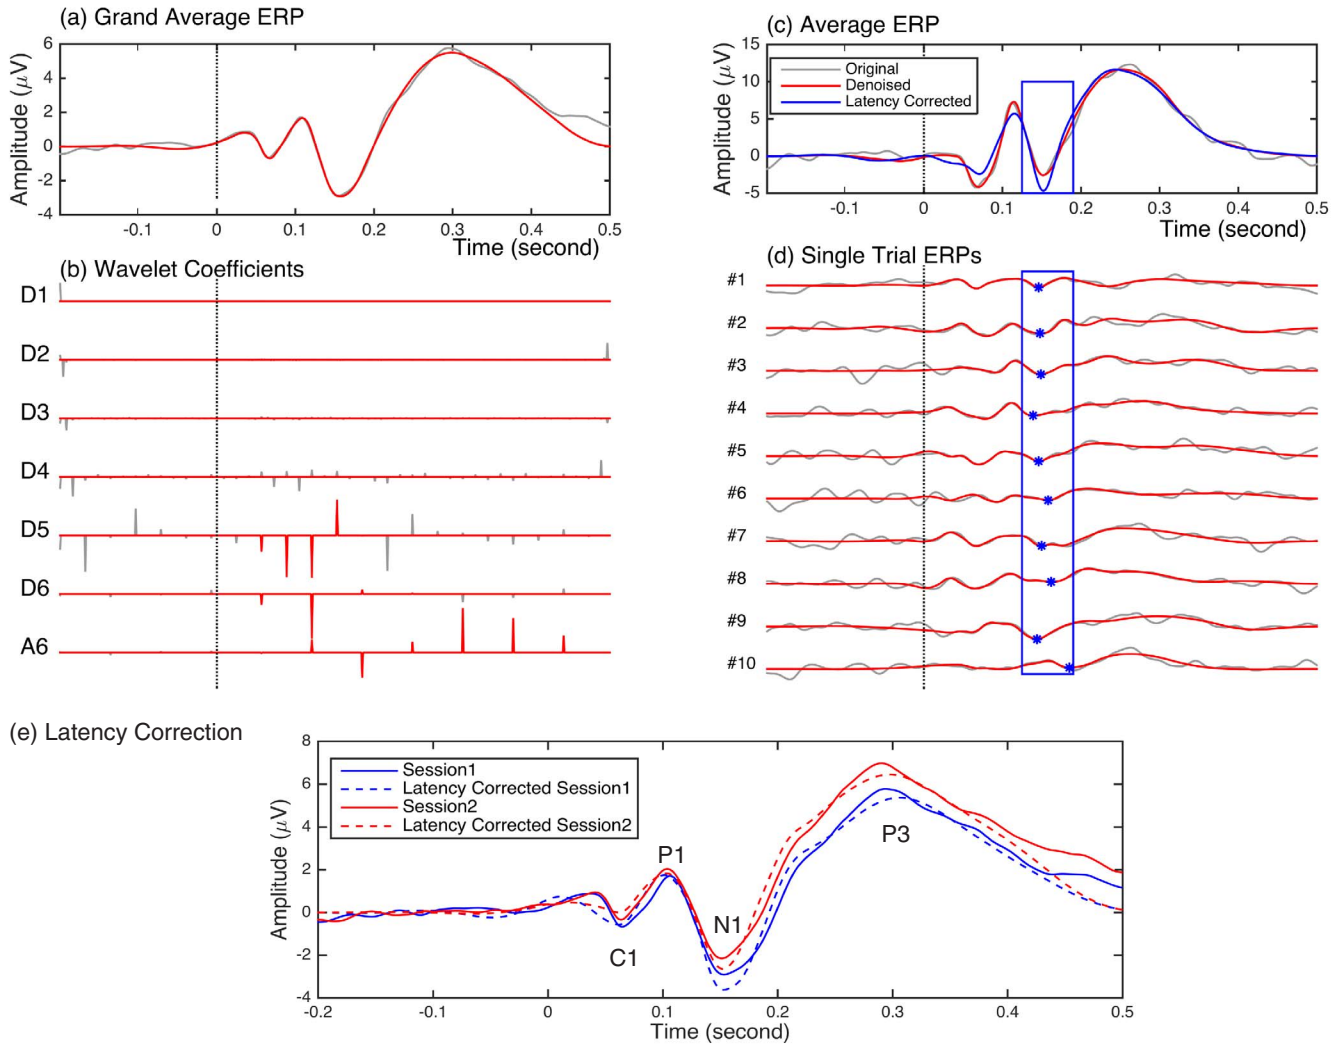 (a) Grand Average ERP
Amplitude (μV)
6
4
2
0
-2
-4
-0.1 0 0.1 0.2 0.3 0.4 0.5
Time (second)
(b) Wavelet Coefficients
D1
D2
D3
D4
D5
D6
A6
(c) Average ERP
Amplitude (μV)
15
10
5
0
-5
Original
Denoised
Latency Corrected
-0.1 0 0.1 0.2 0.3 0.4 0.5
Time (second)
(d) Single Trial ERPs
#1
#2
#3
#4
#5
#6
#7
#8
#9
#10
(e) Latency Correction
Amplitude (μV)
8
6
4
2
0
-2
-4
Session1
Latency Corrected Session1
Session2
Latency Corrected Session2
P1
P3
N1
C1
-0.2 -0.1 0 0.1 0.2 0.3 0.4 0.5
Time (second)